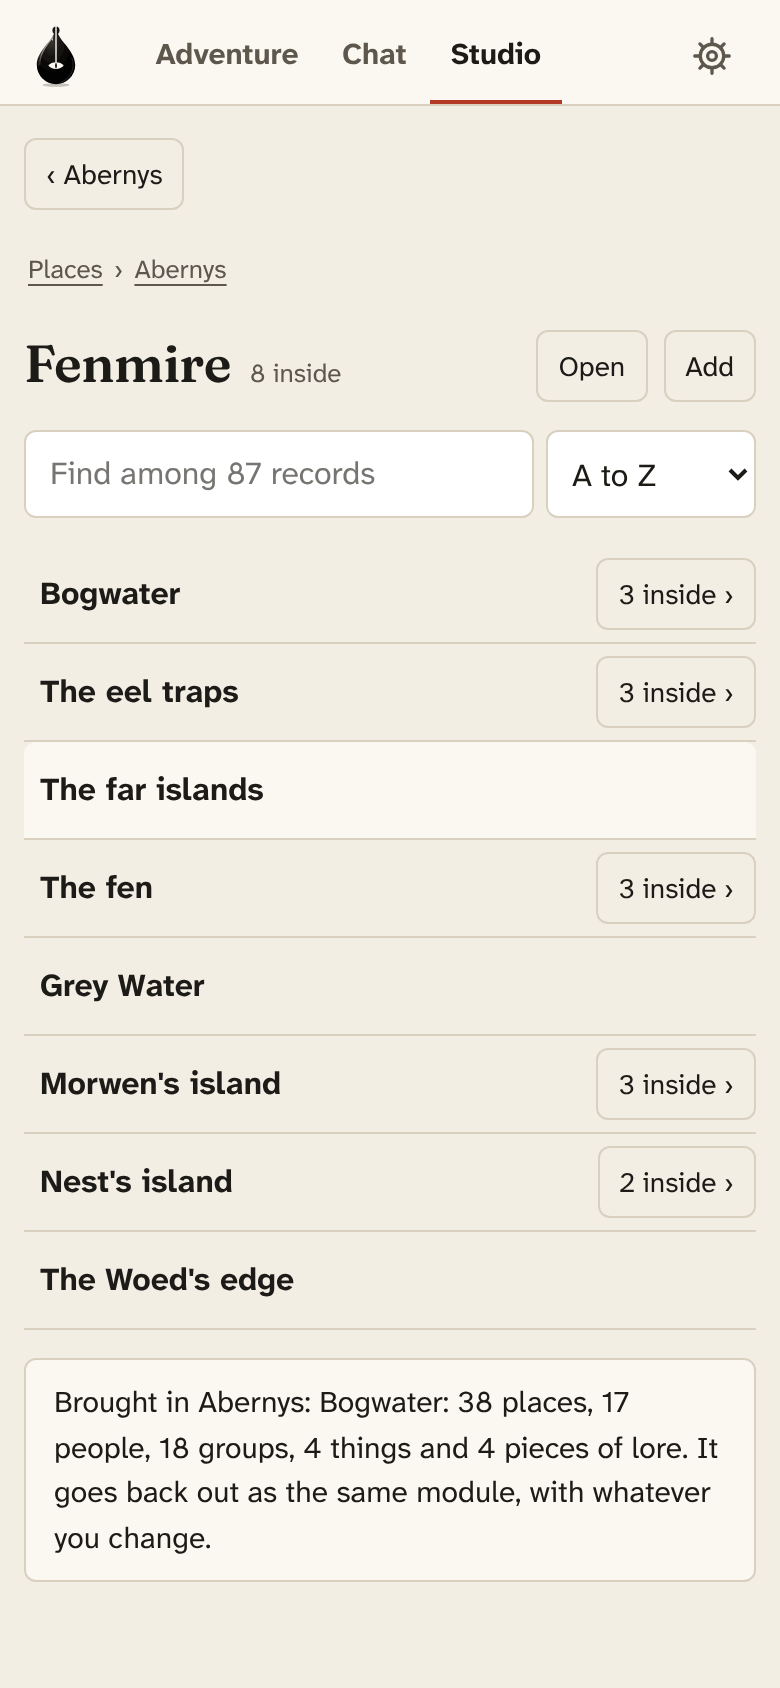 Adventure Chat Studio
‹ Abernys
Places › Abernys
Fenmire 8 inside Open Add
Find among 87 records A to Z
Bogwater 3 inside ›
The eel traps 3 inside ›
The far islands
The fen 3 inside ›
Grey Water
Morwen's island 3 inside ›
Nest's island 2 inside ›
The Woed's edge
Brought in Abernys: Bogwater: 38 places, 17
people, 18 groups, 4 things and 4 pieces of lore. It
goes back out as the same module, with whatever
you change.